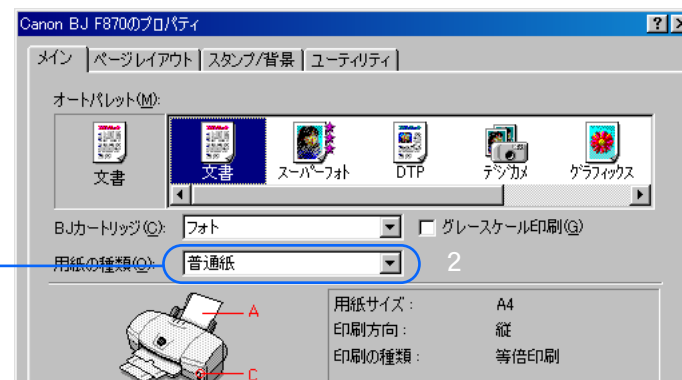 Canon BJ F870のプロパティ
メイン ページレイアウト スタンプ/背景 ユーティリティ
オートパレット(M):
文書 文書 スーパーフォト DTP デジカメ グラフィックス
BJカートリッジ(C): フォト グレースケール印刷(G)
用紙の種類(O): 普通紙 2
A 用紙サイズ: A4
印刷方向: 縦
C 印刷の種類: 等倍印刷